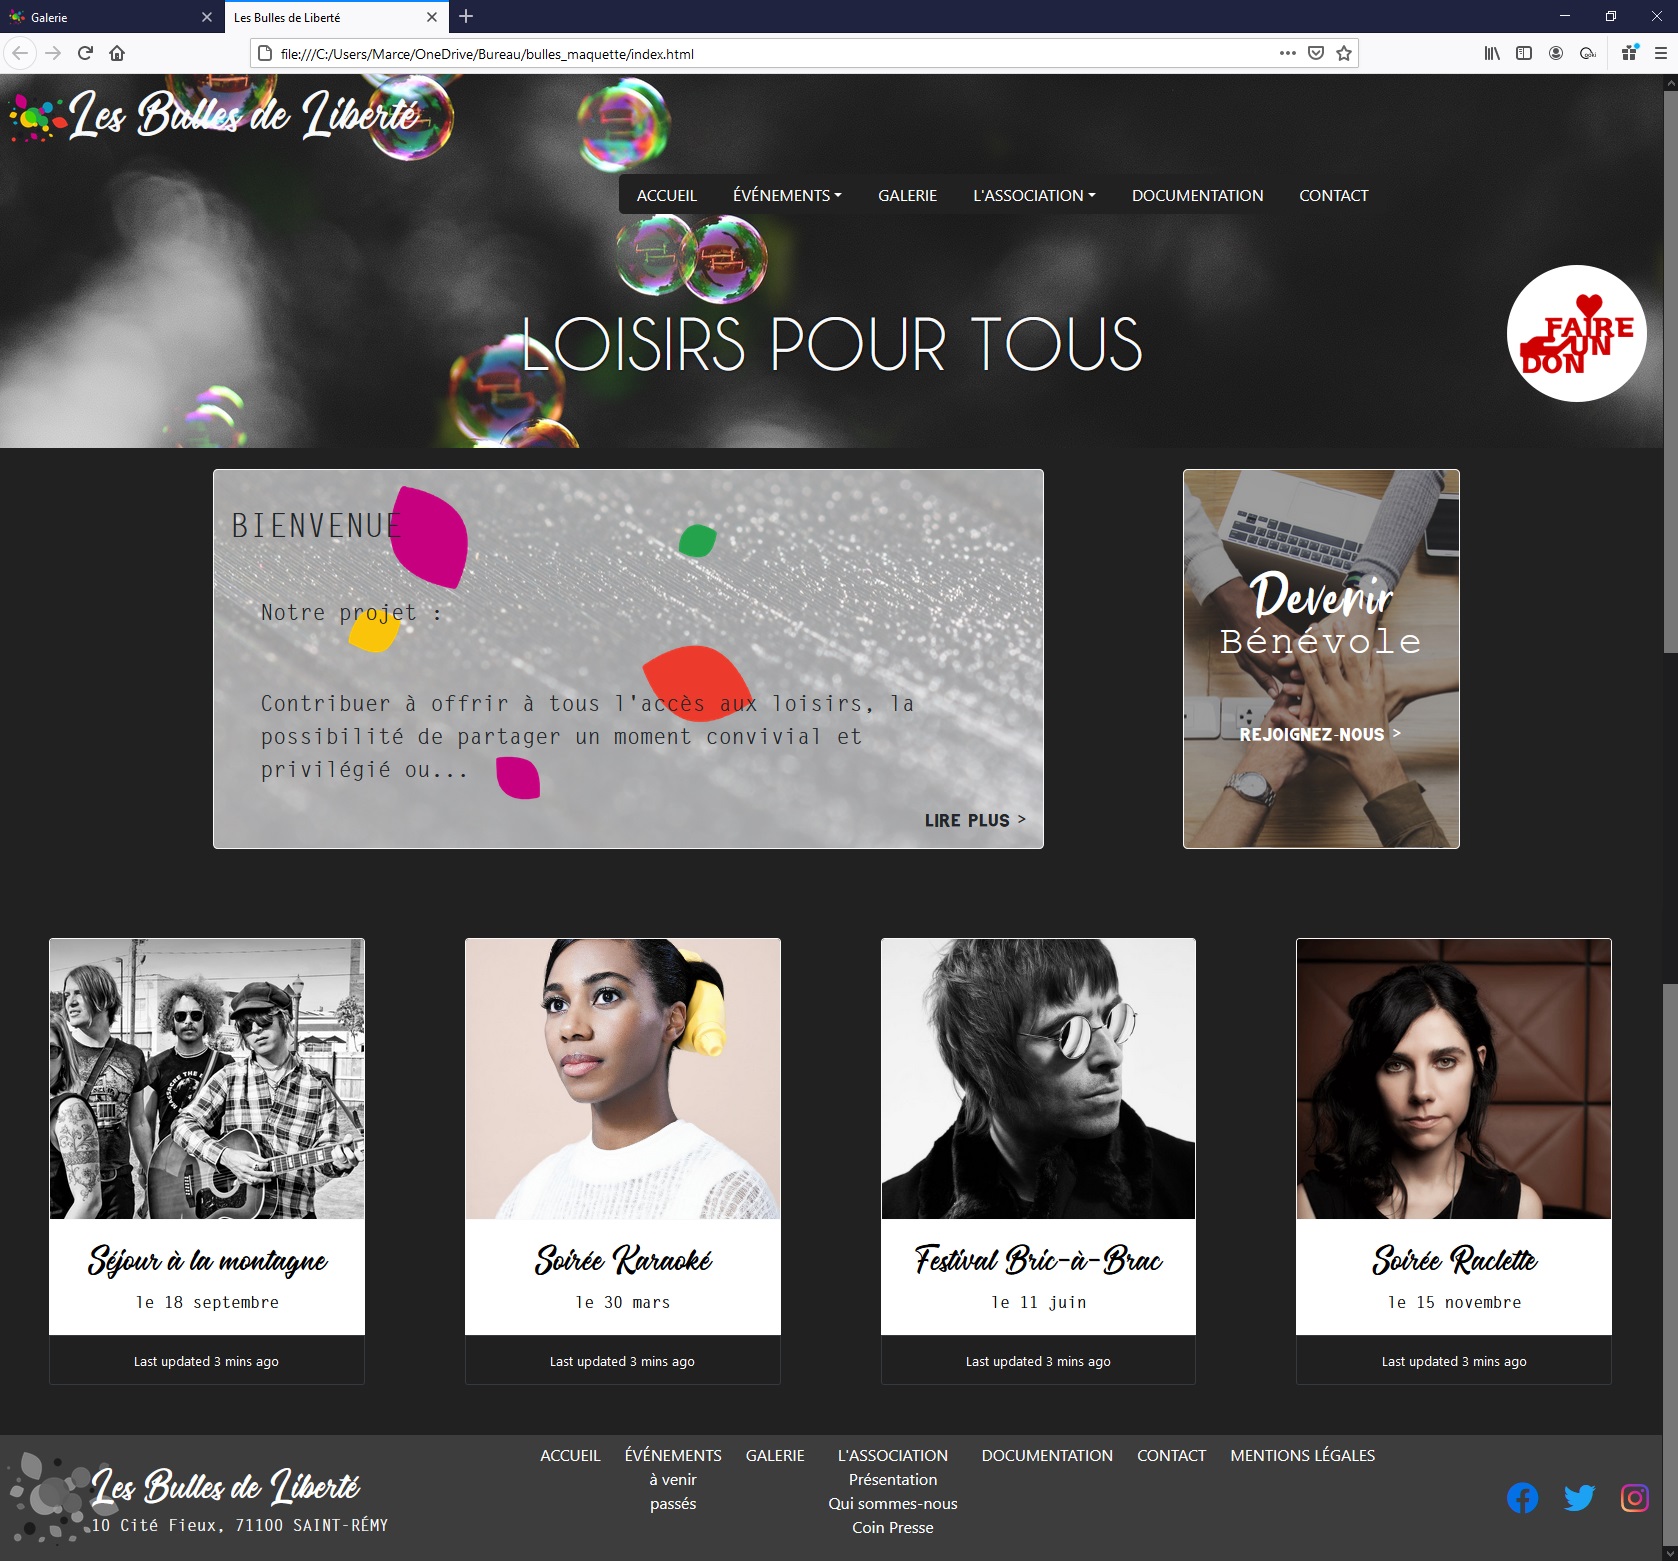 Galerie
Les Bulles de Liberté
file:///C:/Users/Marce/OneDrive/Bureau/bulles_maquette/index.html
Les Bulles de Liberté
ACCUEIL ÉVÉNEMENTS GALERIE L'ASSOCIATION DOCUMENTATION CONTACT
LOISIRS POUR TOUS
FAIRE
UN
DON
BIENVENUE
Notre projet :
Contribuer à offrir à tous l'accès aux loisirs, la
possibilité de partager un moment convivial et
privilégié ou...
LIRE PLUS >
Devenir
Bénévole
REJOIGNEZ-NOUS >
Séjour à la montagne
le 18 septembre
Last updated 3 mins ago
Soirée Karaoké
le 30 mars
Last updated 3 mins ago
Festival Bric-à-Brac
le 11 juin
Last updated 3 mins ago
Soirée Raclette
le 15 novembre
Last updated 3 mins ago
Les Bulles de Liberté
10 Cité Fieux, 71100 SAINT-RÉMY
ACCUEIL
ÉVÉNEMENTS
à venir
passés
GALERIE
L'ASSOCIATION
Présentation
Qui sommes-nous
Coin Presse
DOCUMENTATION
CONTACT
MENTIONS LÉGALES